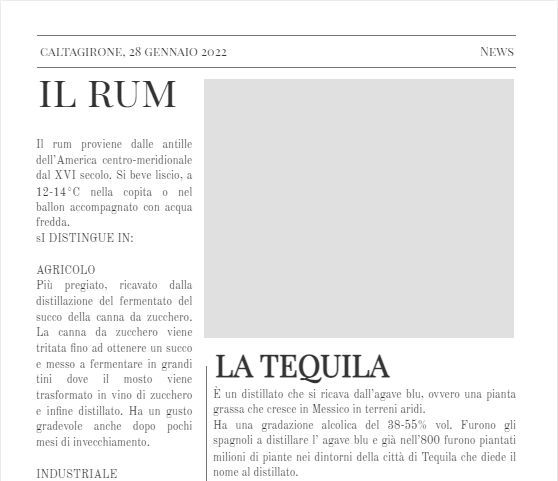 CALTAGIRONE, 28 GENNAIO 2022
NEWS
IL RUM
Il rum proviene dalle antille
dell'America centro-meridionale
dal XVI secolo. Si beve liscio, a
12-14°C nella copita o nel
ballon accompagnato con acqua
fredda.
sI DISTINGUE IN:
AGRICOLO
Più pregiato, ricavato dalla
distillazione del fermentato del
succo della canna da zucchero.
La canna da zucchero viene
tritata fino ad ottenere un succo
e messo a fermentare in grandi
tini dove il mosto viene
trasformato in vino di zucchero
e infine distillato. Ha un gusto
gradevole anche dopo pochi
mesi di invecchiamento.
INDUSTRIALE
LA TEQUILA
È un distillato che si ricava dall'agave blu, ovvero una pianta
grassa che cresce in Messico in terreni aridi.
Ha una gradazione alcolica del 38-55% vol. Furono gli
spagnoli a distillare l' agave blu e già nell'800 furono piantati
milioni di piante nei dintorni della città di Tequila che diede il
nome al distillato.